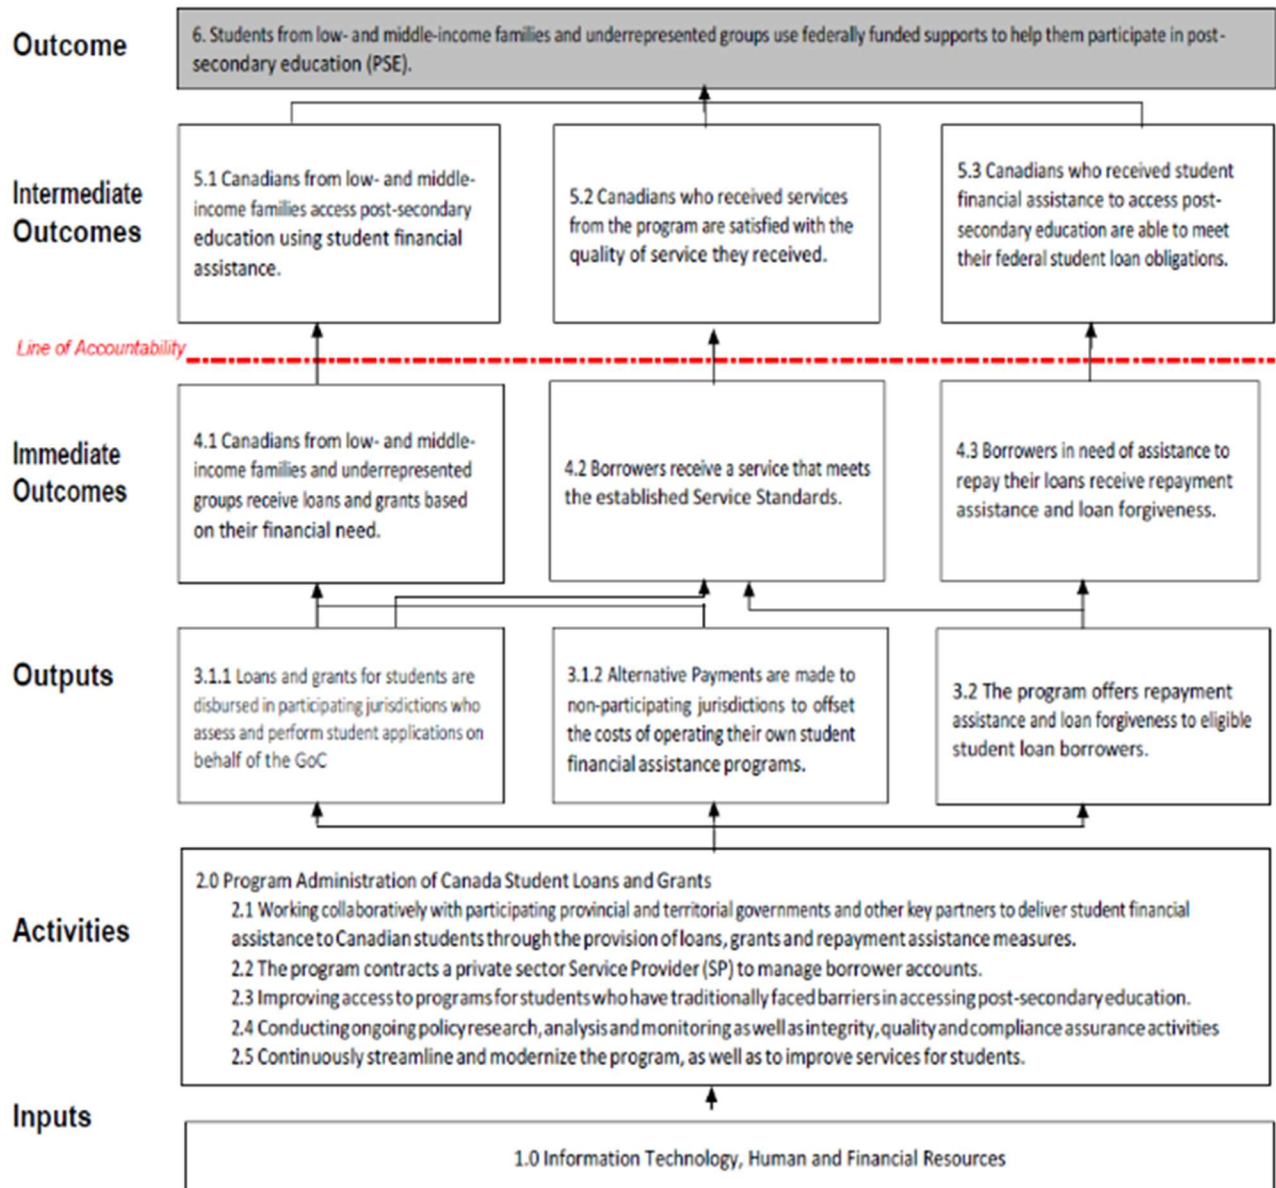 Outcome
6. Students from low- and middle-income families and underrepresented groups use federally funded supports to help them participate in post-
secondary education (PSE).
Intermediate
Outcomes
5.1 Canadians from low- and middle-
income families access post-secondary
education using student financial
assistance.
5.2 Canadians who received services
from the program are satisfied with the
quality of service they received.
5.3 Canadians who received student
financial assistance to access post-
secondary education are able to meet
their federal student loan obligations.
Line of Accountability
Immediate
Outcomes
4.1 Canadians from low- and middle-
income families and underrepresented
groups receive loans and grants based
on their financial need.
4.2 Borrowers receive a service that meets
the established Service Standards.
4.3 Borrowers in need of assistance to
repay their loans receive repayment
assistance and loan forgiveness.
Outputs
3.1.1 Loans and grants for students are
disbursed in participating jurisdictions who
assess and perform student applications on
behalf of the GoC
3.1.2 Alternative Payments are made to
non-participating jurisdictions to offset
the costs of operating their own student
financial assistance programs.
3.2 The program offers repayment
assistance and loan forgiveness to eligible
student loan borrowers.
Activities
2.0 Program Administration of Canada Student Loans and Grants
2.1 Working collaboratively with participating provincial and territorial governments and other key partners to deliver student financial
assistance to Canadian students through the provision of loans, grants and repayment assistance measures.
2.2 The program contracts a private sector Service Provider (SP) to manage borrower accounts.
2.3 Improving access to programs for students who have traditionally faced barriers in accessing post-secondary education.
2.4 Conducting ongoing policy research, analysis and monitoring as well as integrity, quality and compliance assurance activities
2.5 Continuously streamline and modernize the program, as well as to improve services for students.
Inputs
1.0 Information Technology, Human and Financial Resources